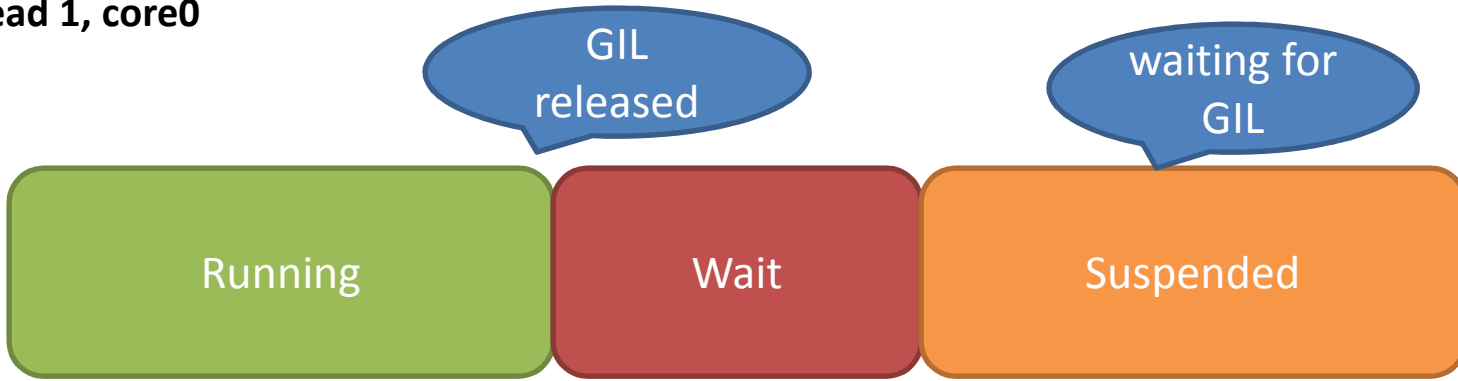 ead 1, core0
GIL
released
waiting for
GIL
Running
Wait
Suspended